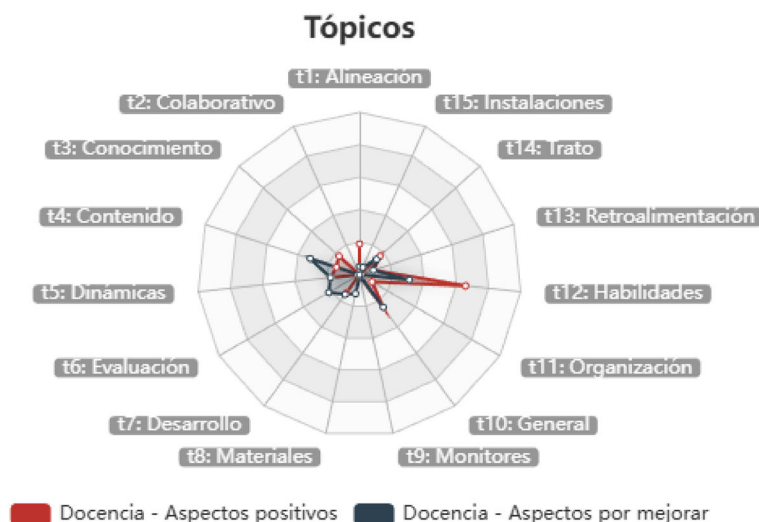 Tópicos
t1: Alineación
t2: Colaborativo
t15: Instalaciones
t3: Conocimiento
t14: Trato
t4: Contenido
t13: Retroalimentación
t5: Dinámicas
t12: Habilidades
t6: Evaluación
t11: Organización
t7: Desarrollo
t10: General
t8: Materiales
t9: Monitores
Docencia - Aspectos positivos
Docencia - Aspectos por mejorar